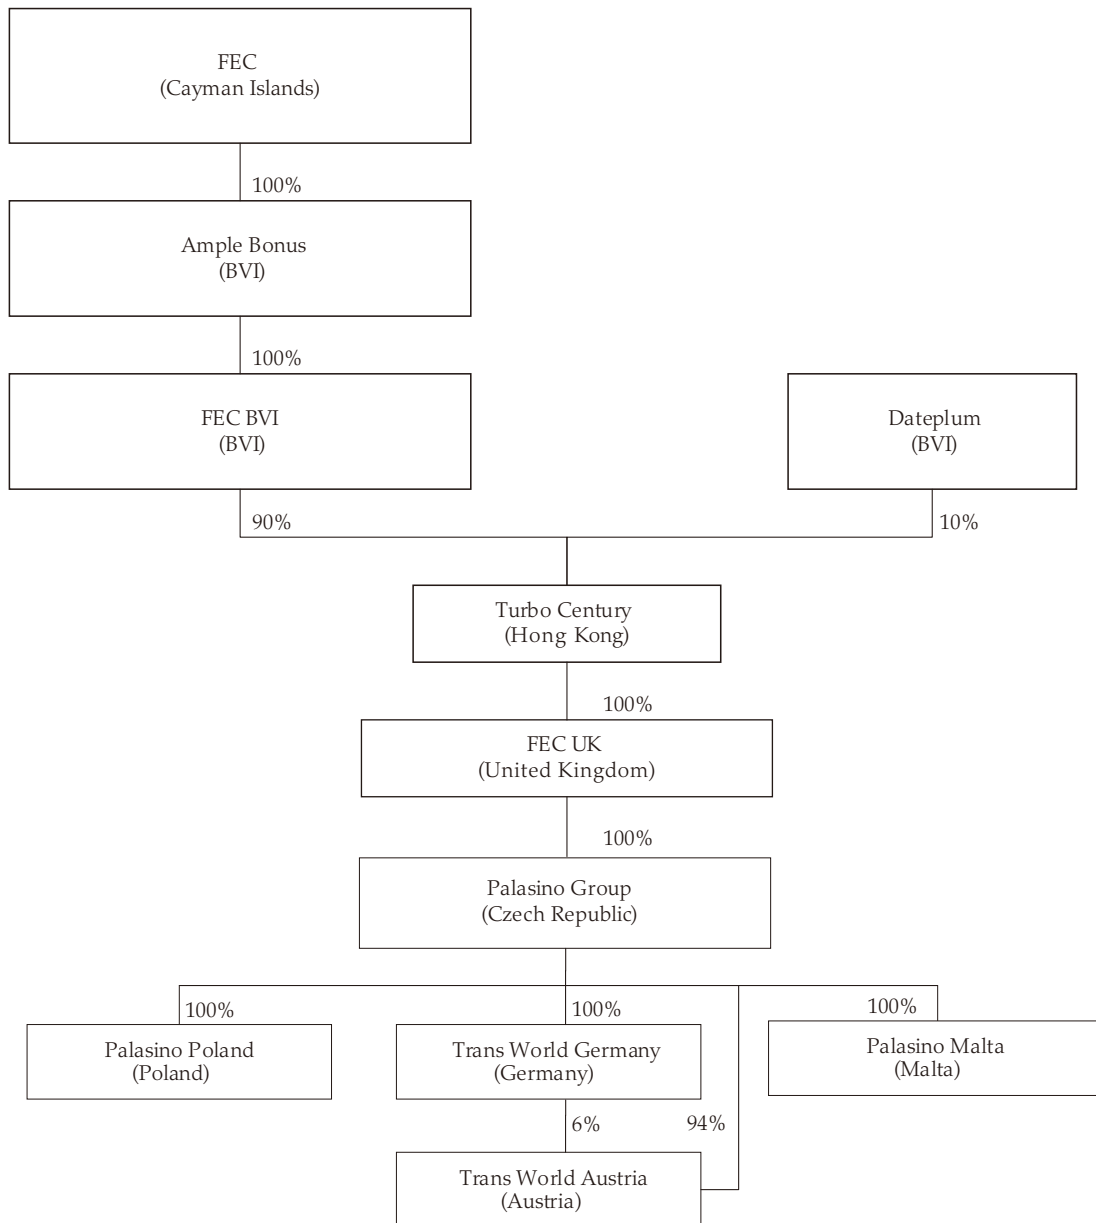 FEC
(Cayman Islands)
100%
Ample Bonus
(BVI)
100%
FEC BVI
(BVI)
Dateplum
(BVI)
90%
10%
Turbo Century
(Hong Kong)
100%
FEC UK
(United Kingdom)
100%
Palasino Group
(Czech Republic)
100%
100%
100%
Palasino Poland
(Poland)
Trans World Germany
(Germany)
Palasino Malta
(Malta)
6%
94%
Trans World Austria
(Austria)